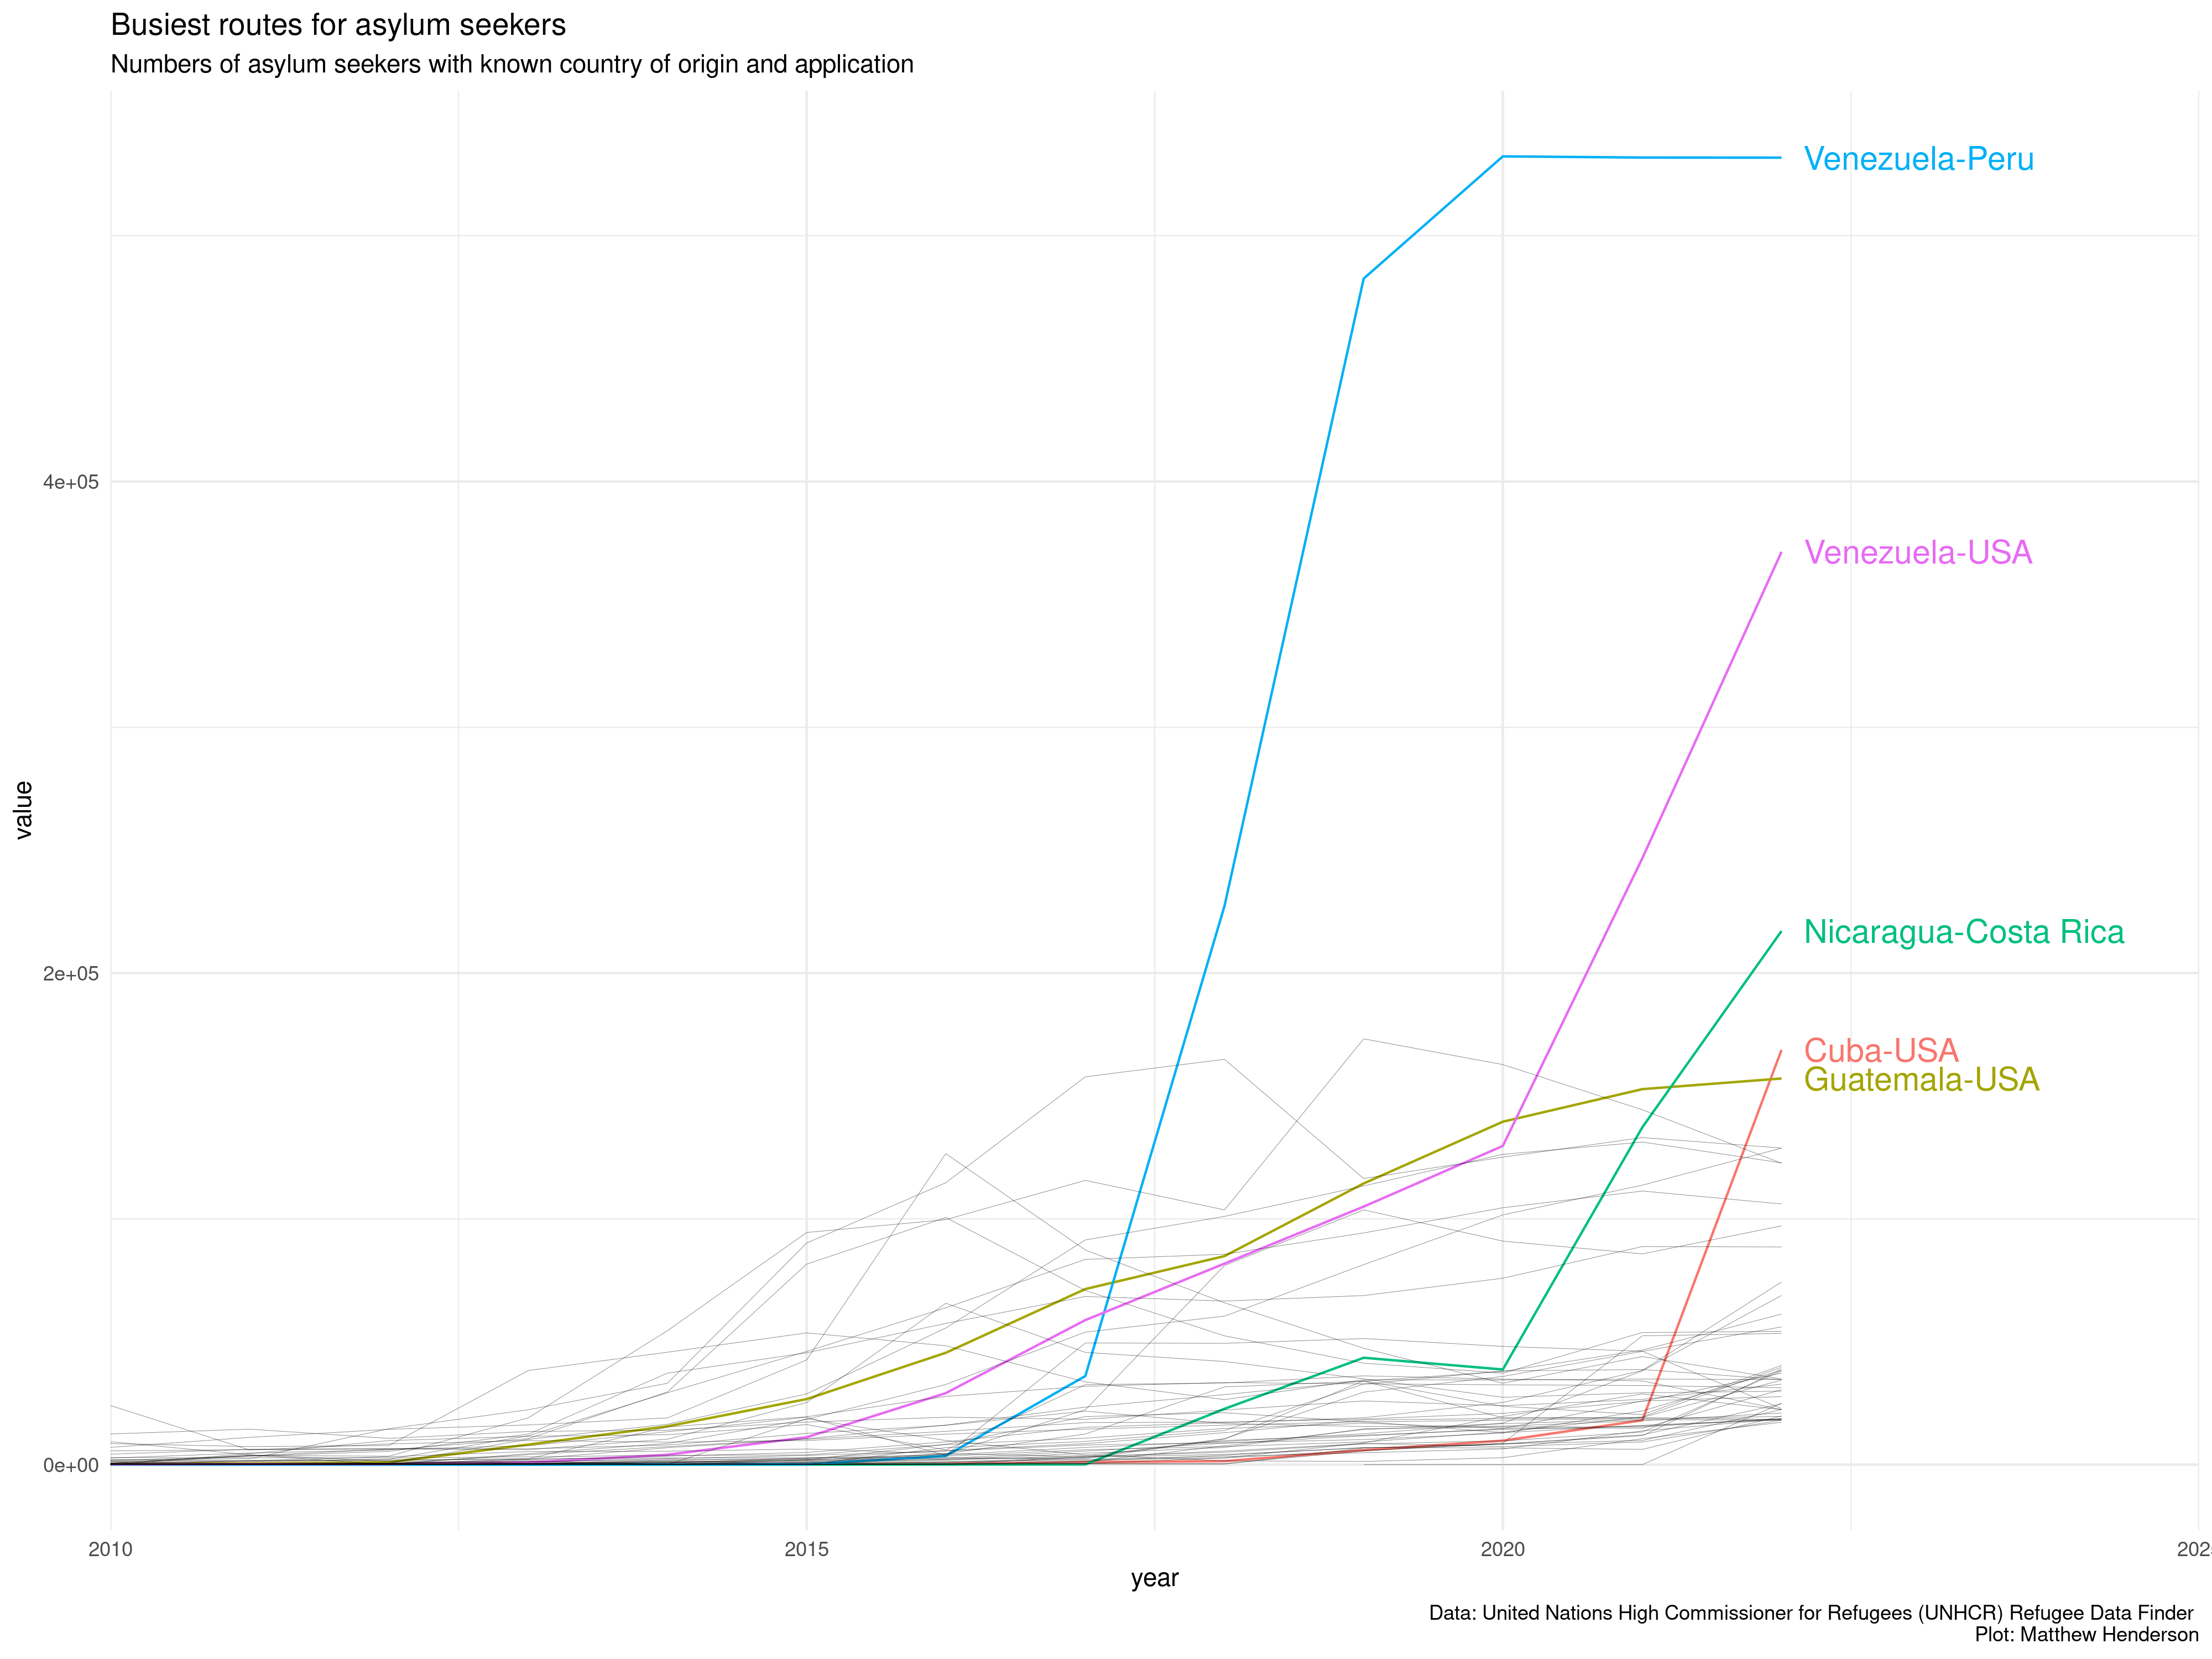 Busiest routes for asylum seekers
Numbers of asylum seekers with known country of origin and application
Venezuela-Peru
4e+05
Venezuela-USA
value
Nicaragua-Costa Rica
2e+05
Cuba-USA
Guatemala-USA
0e+00
2010 2015 2020 202
year
Data: United Nations High Commissioner for Refugees (UNHCR) Refugee Data Finder
Plot: Matthew Henderson